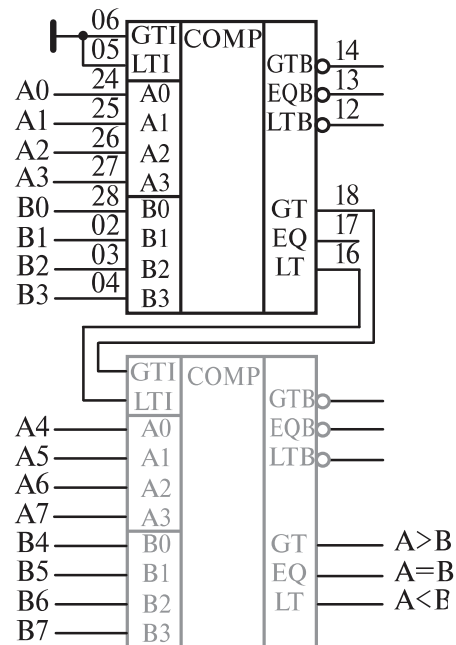 06 GTI COMP
05 LTI GTB 14
A0 24 A0 EQB 13
A1 25 A1 LTB 12
A2 26 A2
A3 27 A3
B0 28 B0 GT 18
B1 02 B1 EQ 17
B2 03 B2 LT 16
B3 04 B3
GTI COMP
LTI GTB
A4 A0 EQB
A5 A1 LTB
A6 A2
A7 A3
B4 B0 GT A>B
B5 B1 EQ A=B
B6 B2 LT A<B
B7 B3